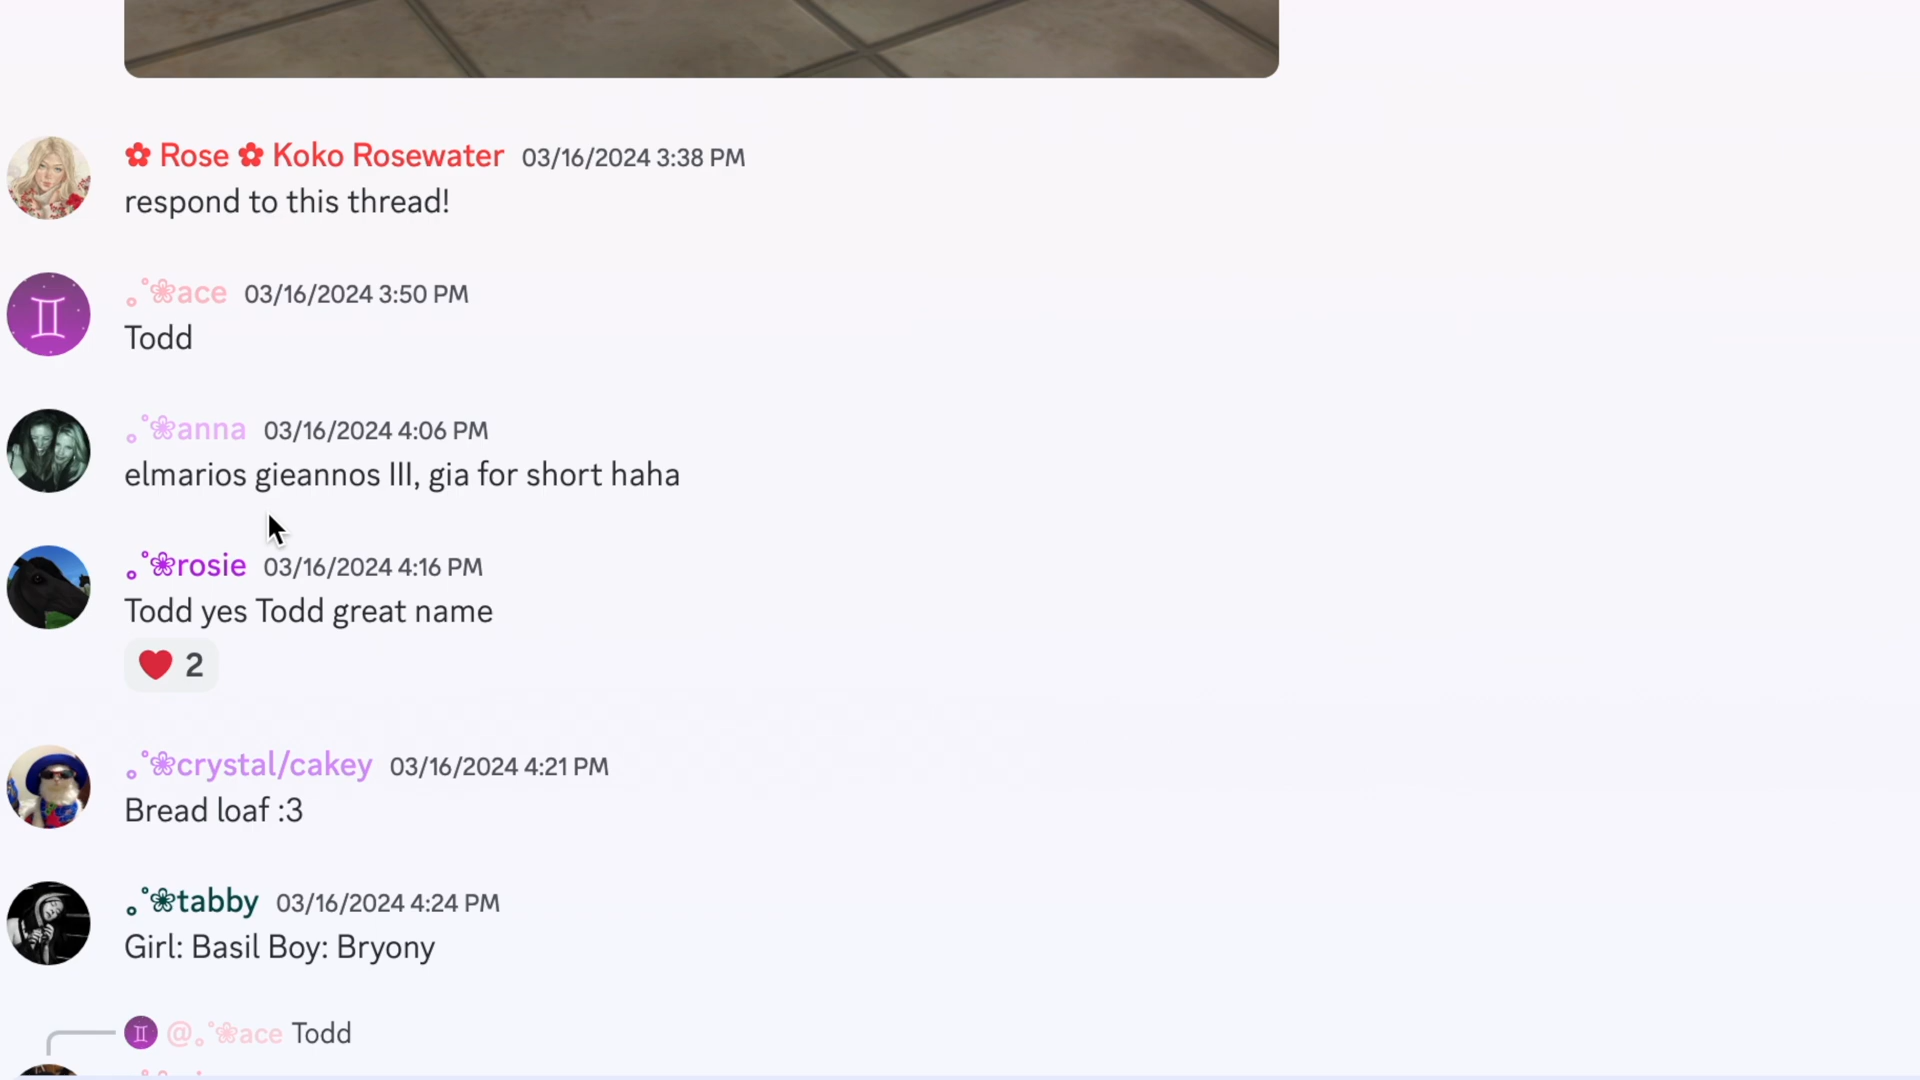 ✿ Rose ✿ Koko Rosewater 03/16/2024 3:38 PM
respond to this thread!
｡˚❀ace 03/16/2024 3:50 PM
Todd
｡˚❀anna 03/16/2024 4:06 PM
elmarios gieannos III, gia for short haha
｡˚❀rosie 03/16/2024 4:16 PM
Todd yes Todd great name
❤️ 2
｡˚❀crystal/cakey 03/16/2024 4:21 PM
Bread loaf :3
｡˚❀tabby 03/16/2024 4:24 PM
Girl: Basil Boy: Bryony
@｡˚❀ace Todd